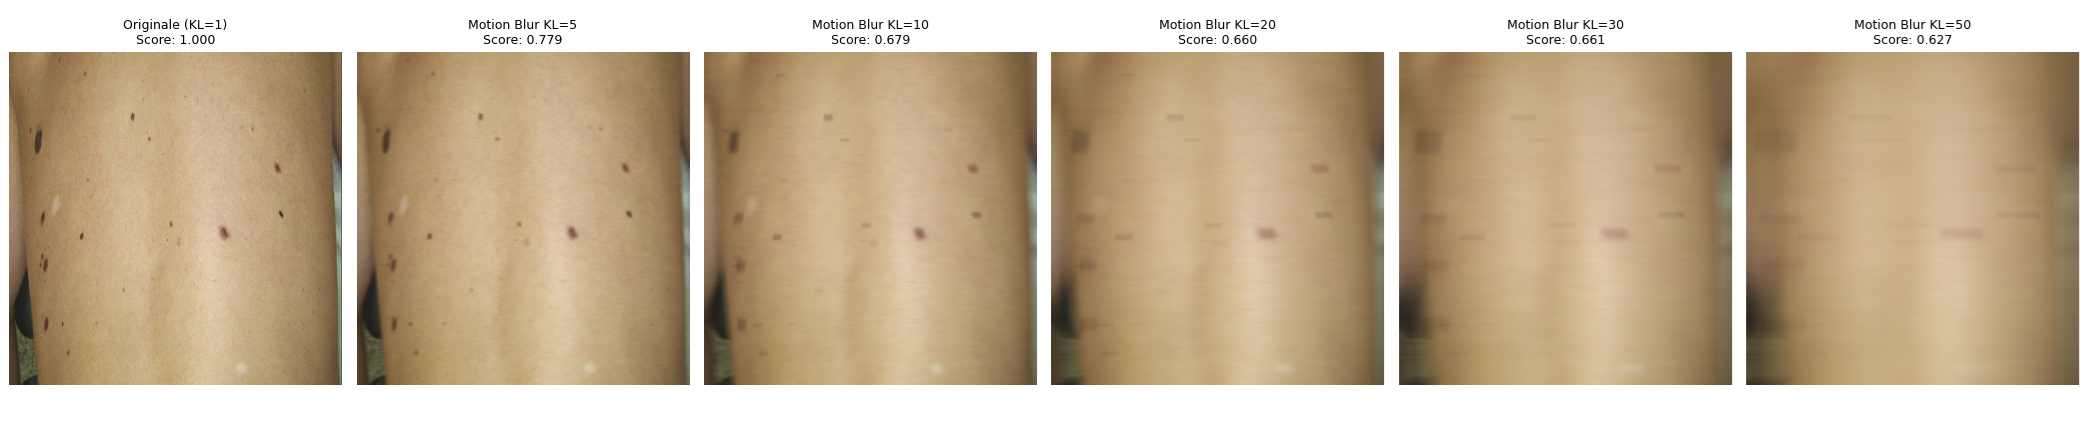 Originale (KL=1)
Score: 1.000
Motion Blur KL=5
Score: 0.779
Motion Blur KL=10
Score: 0.679
Motion Blur KL=20
Score: 0.660
Motion Blur KL=30
Score: 0.661
Motion Blur KL=50
Score: 0.627